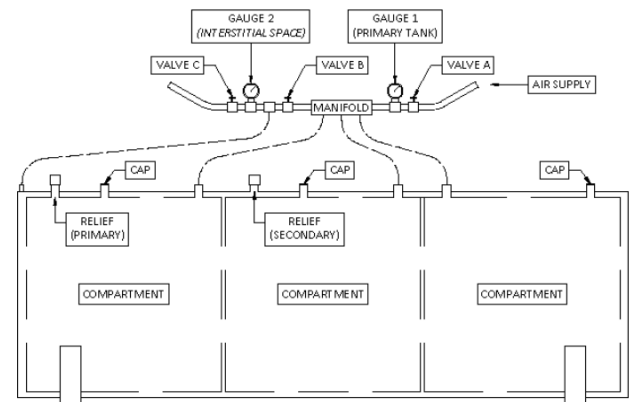 GAUGE 2
(INTERSTITIAL SPACE)
GAUGE 1
(PRIMARY TANK)
VALVE C
VALVE B
VALVE A
AIR SUPPLY
MANIFOLD
CAP
CAP
CAP
RELIEF
(PRIMARY)
RELIEF
(SECONDARY)
COMPARTMENT
COMPARTMENT
COMPARTMENT